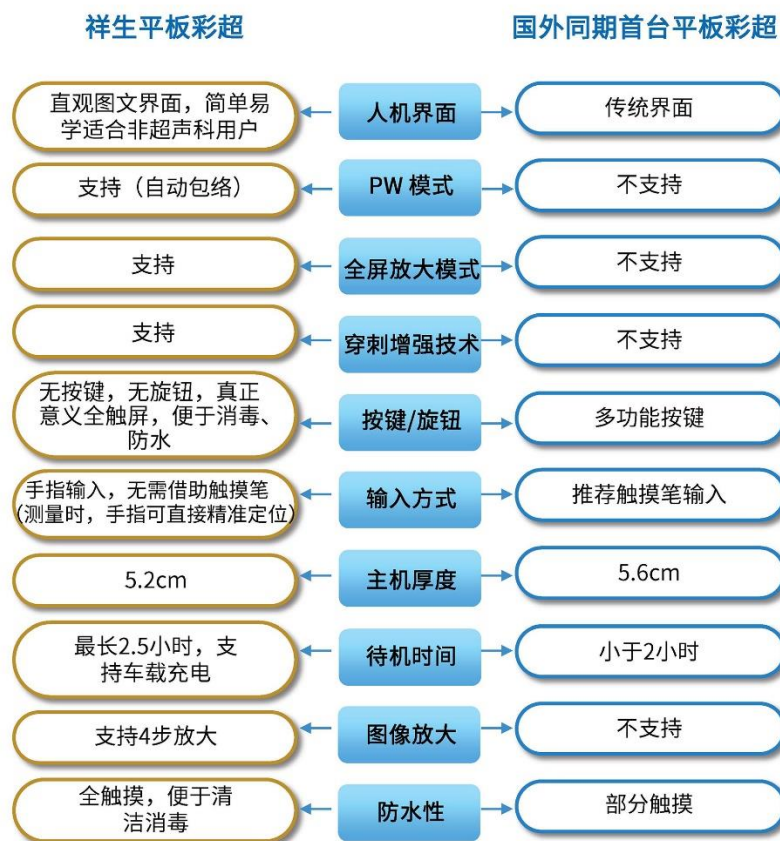 祥生平板彩超
国外同期首台平板彩超
直观图文界面，简单易
学适合非超声科用户
人机界面
传统界面
支持（自动包络）
PW 模式
不支持
支持
全屏放大模式
不支持
支持
穿刺增强技术
不支持
无按键，无旋钮，真正
意义全触屏，便于消毒、
防水
按键/旋钮
多功能按键
手指输入，无需借助触摸笔
（测量时，手指可直接精准定位）
输入方式
推荐触摸笔输入
5.2cm
主机厚度
5.6cm
最长2.5小时，支
持车载充电
待机时间
小于2小时
支持4步放大
图像放大
不支持
全触摸，便于清
洁消毒
防水性
部分触摸